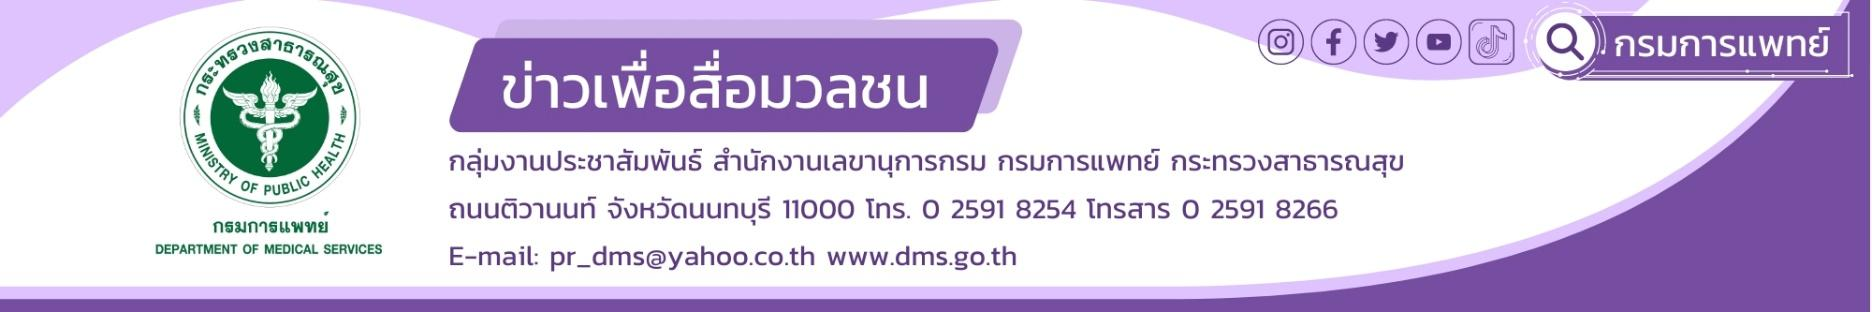 กระทรวงสาธารณสุข
MINISTRY OF PUBLIC HEALTH
กรมการแพทย์
DEPARTMENT OF MEDICAL SERVICES
ข่าวเพื่อสื่อมวลชน
กรมการแพทย์
กลุ่มงานประชาสัมพันธ์ สำนักงานเลขานุการกรม กรมการแพทย์ กระทรวงสาธารณสุข
ถนนติวานนท์ จังหวัดนนทบุรี 11000 โทร. 0 2591 8254 โทรสาร 0 2591 8266
E-mail: pr_dms@yahoo.co.th www.dms.go.th